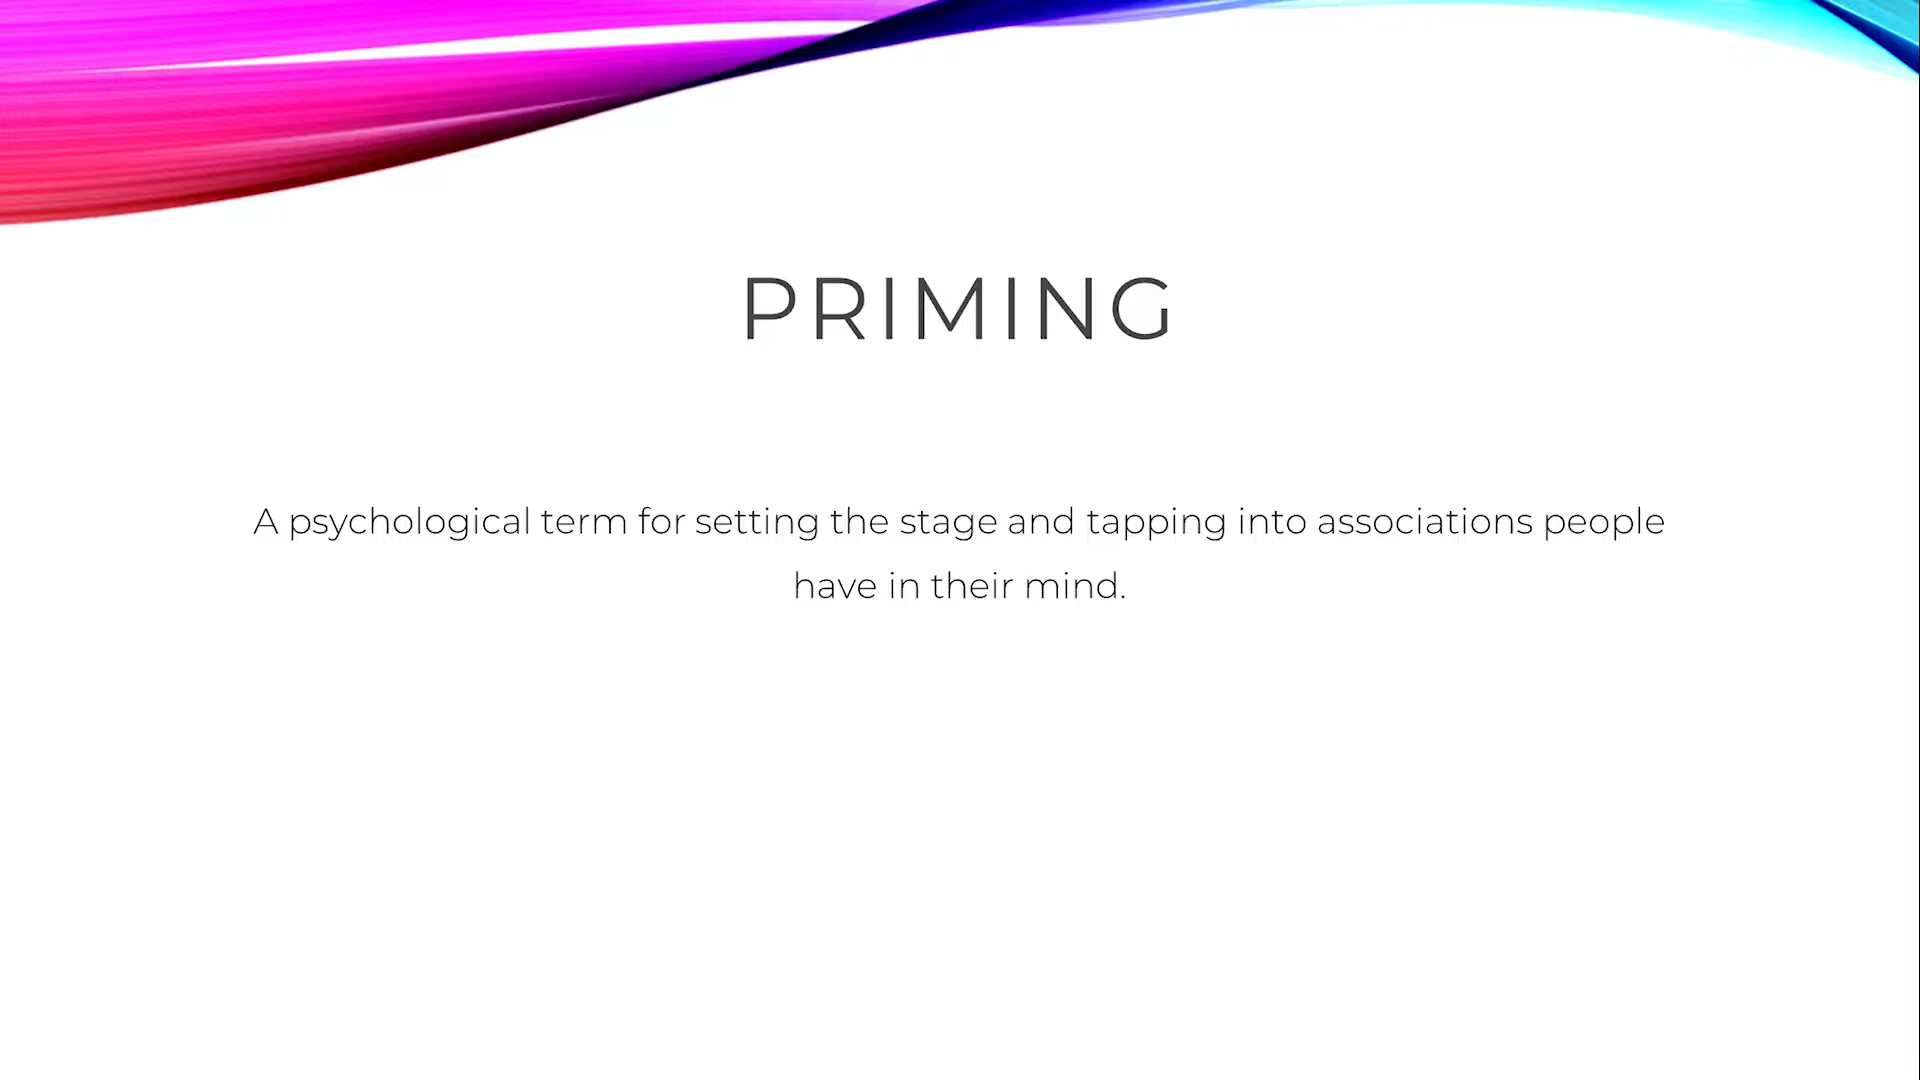 PRIMING
A psychological term for setting the stage and tapping into associations people
have in their mind.